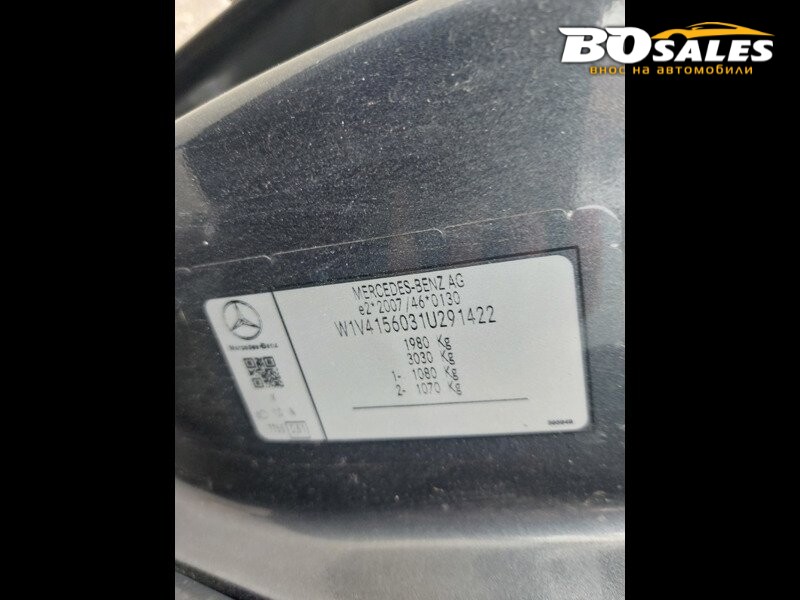 BOSALES
внос на автомобили
MERCEDES-BENZ AG
e2*2007/46*0130
W1V4156031U291422
1980 Kg
3030 Kg
1- 1080 Kg
2- 1070 Kg